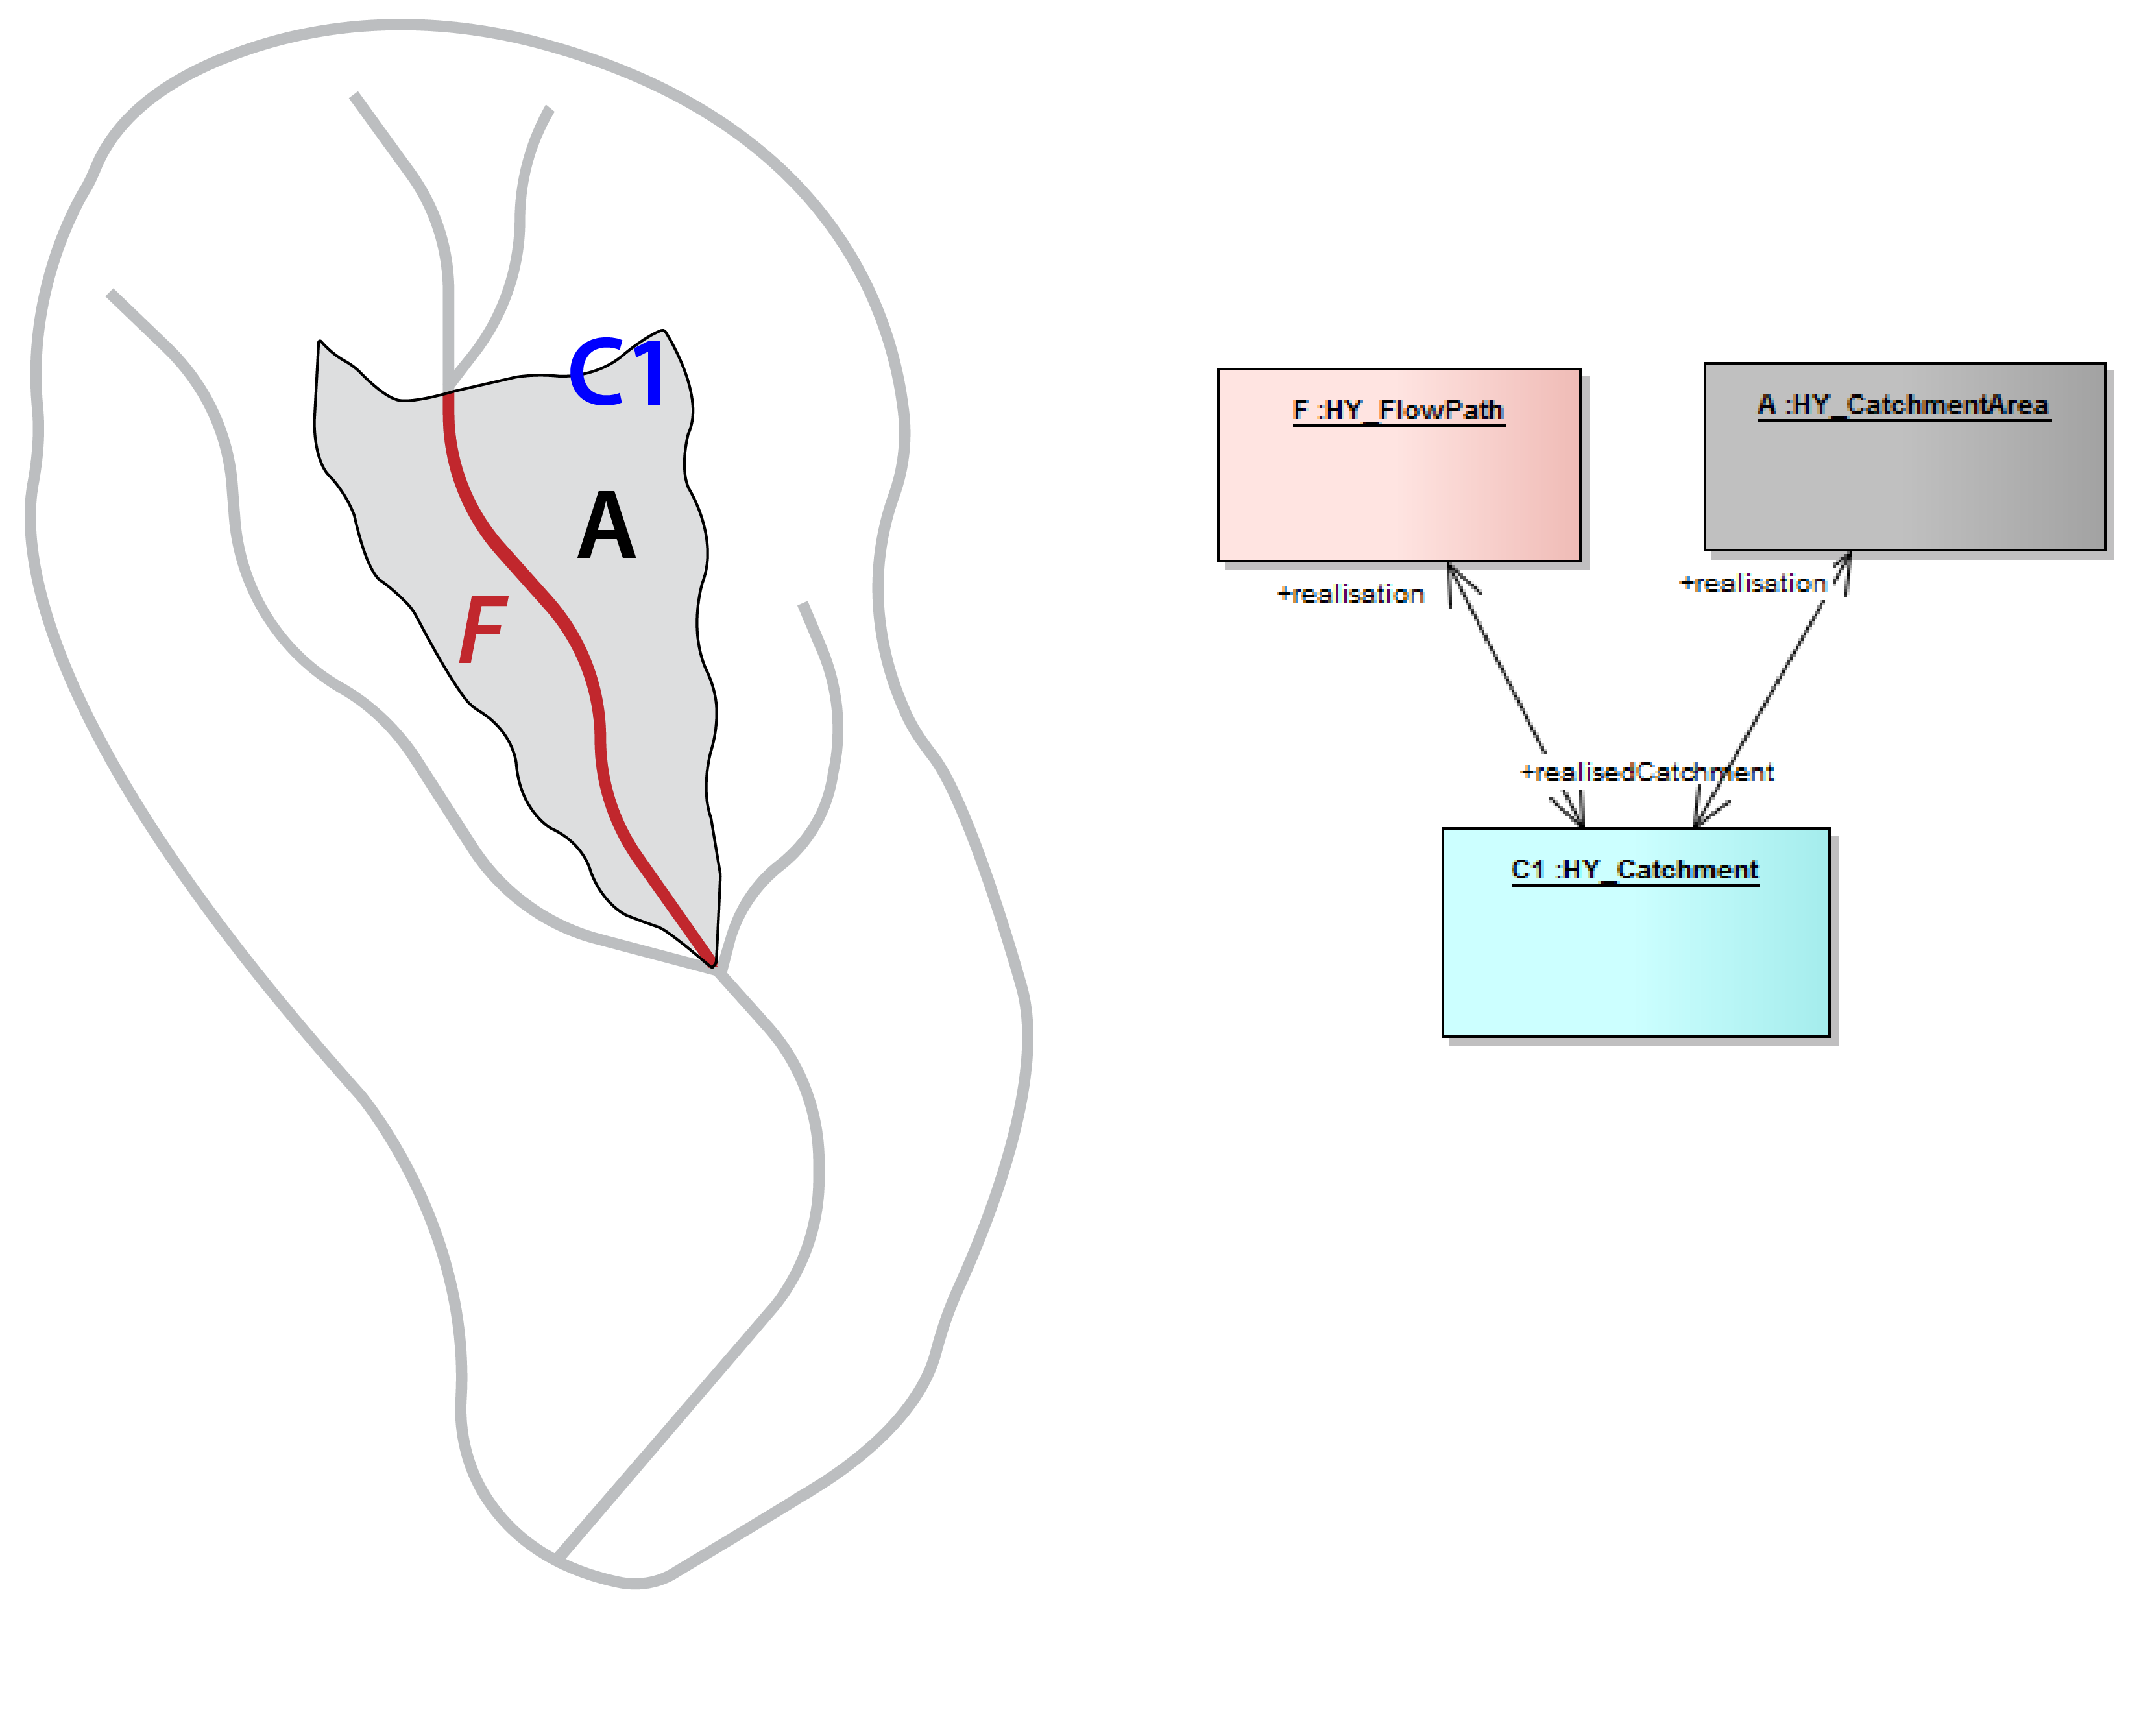 C1
A
F
F :HY_FlowPath
A :HY_CatchmentArea
+realisation
+realisation
+realisedCatchment
C1 :HY_Catchment